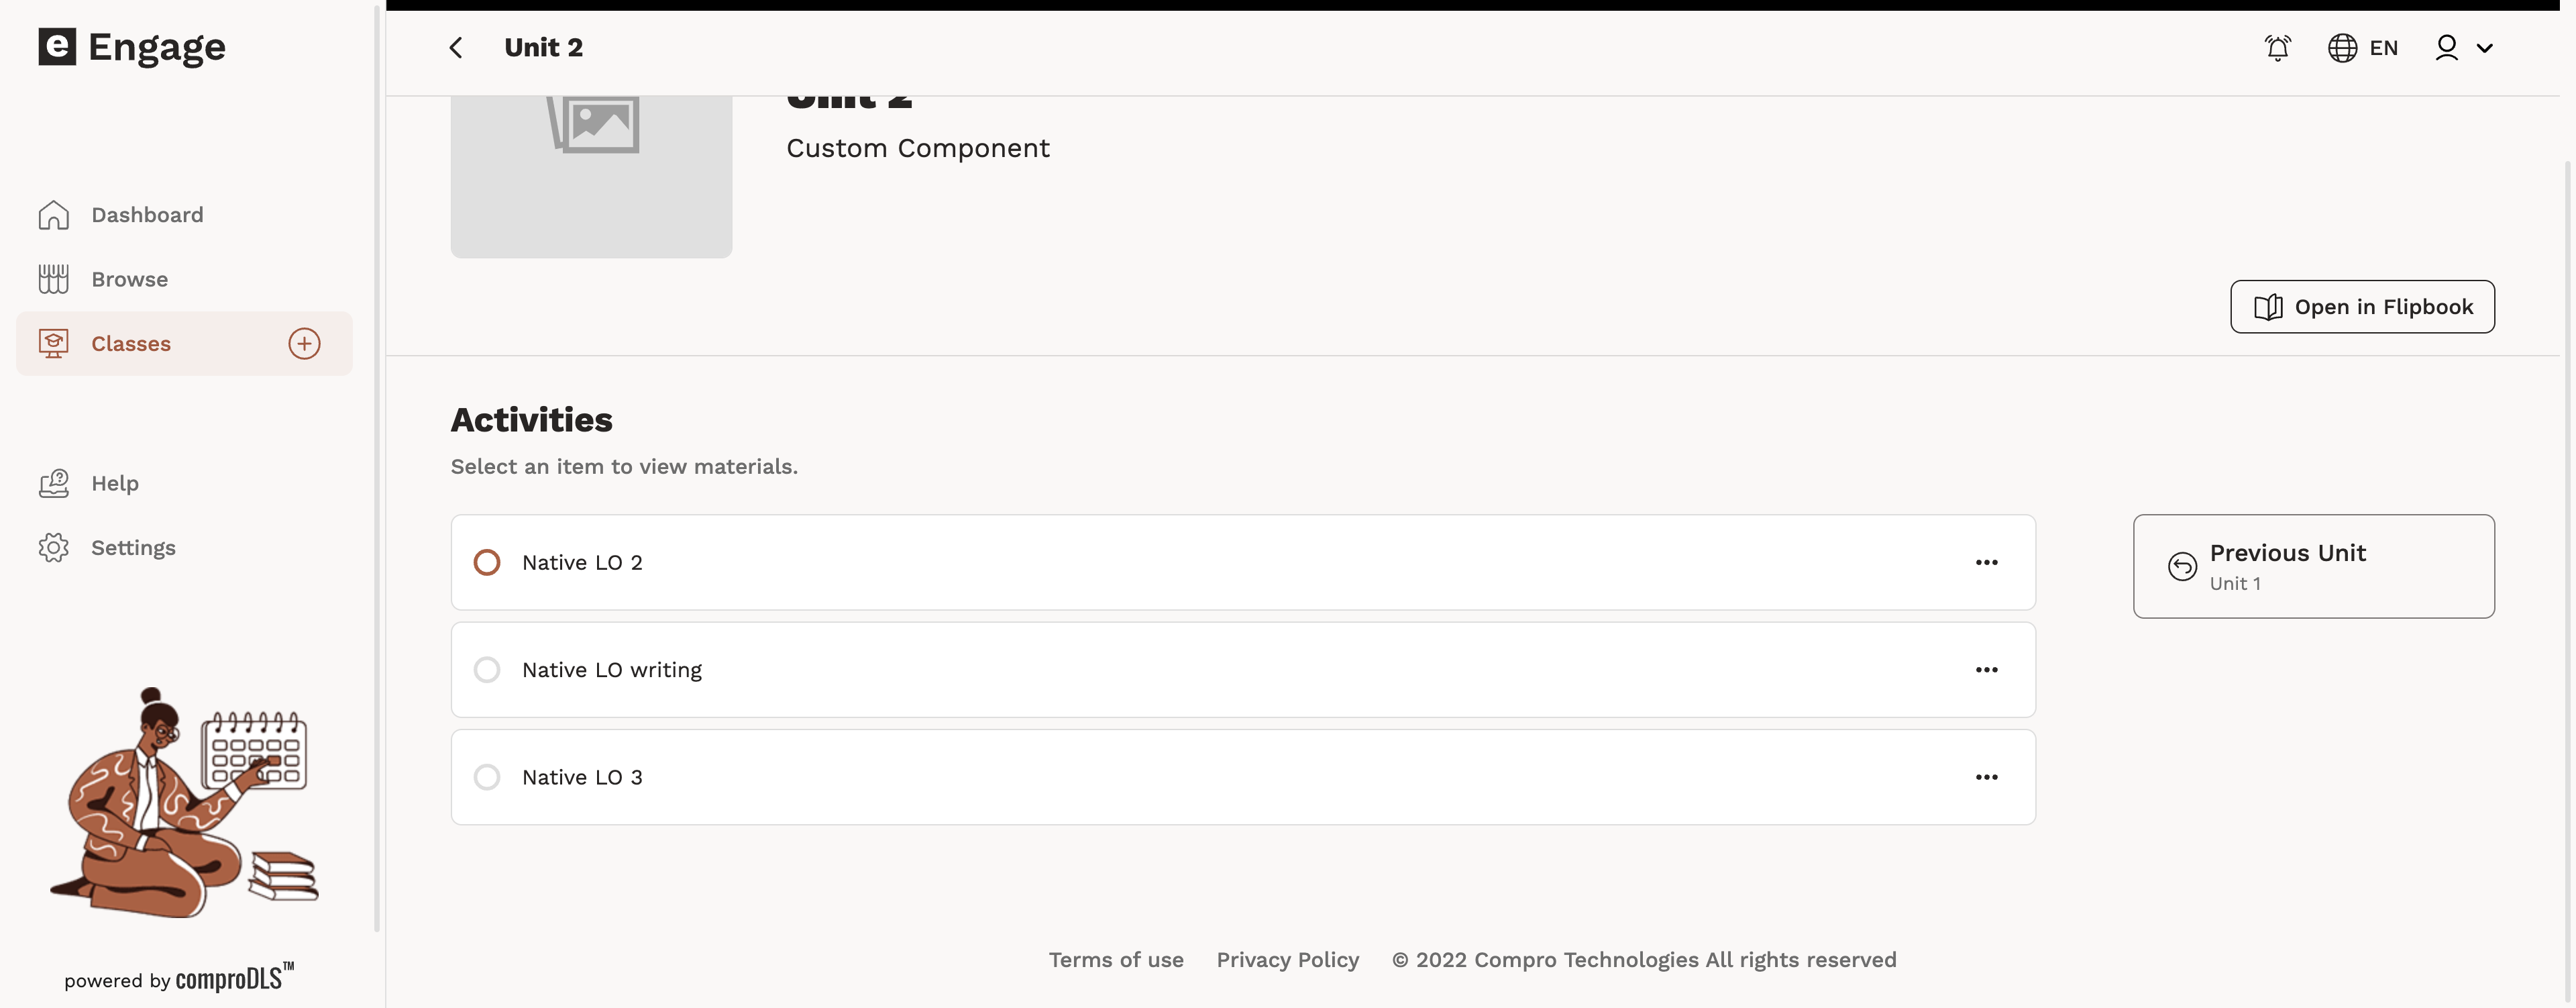 e Engage
Unit 2
EN
Unit 2
Custom Component
Dashboard
Browse
Classes
Help
Settings
Open in Flipbook
Activities
Select an item to view materials.
Native LO 2
Native LO writing
Native LO 3
Previous Unit
Unit 1
Terms of use Privacy Policy © 2022 Compro Technologies All rights reserved
powered by comproDLS™